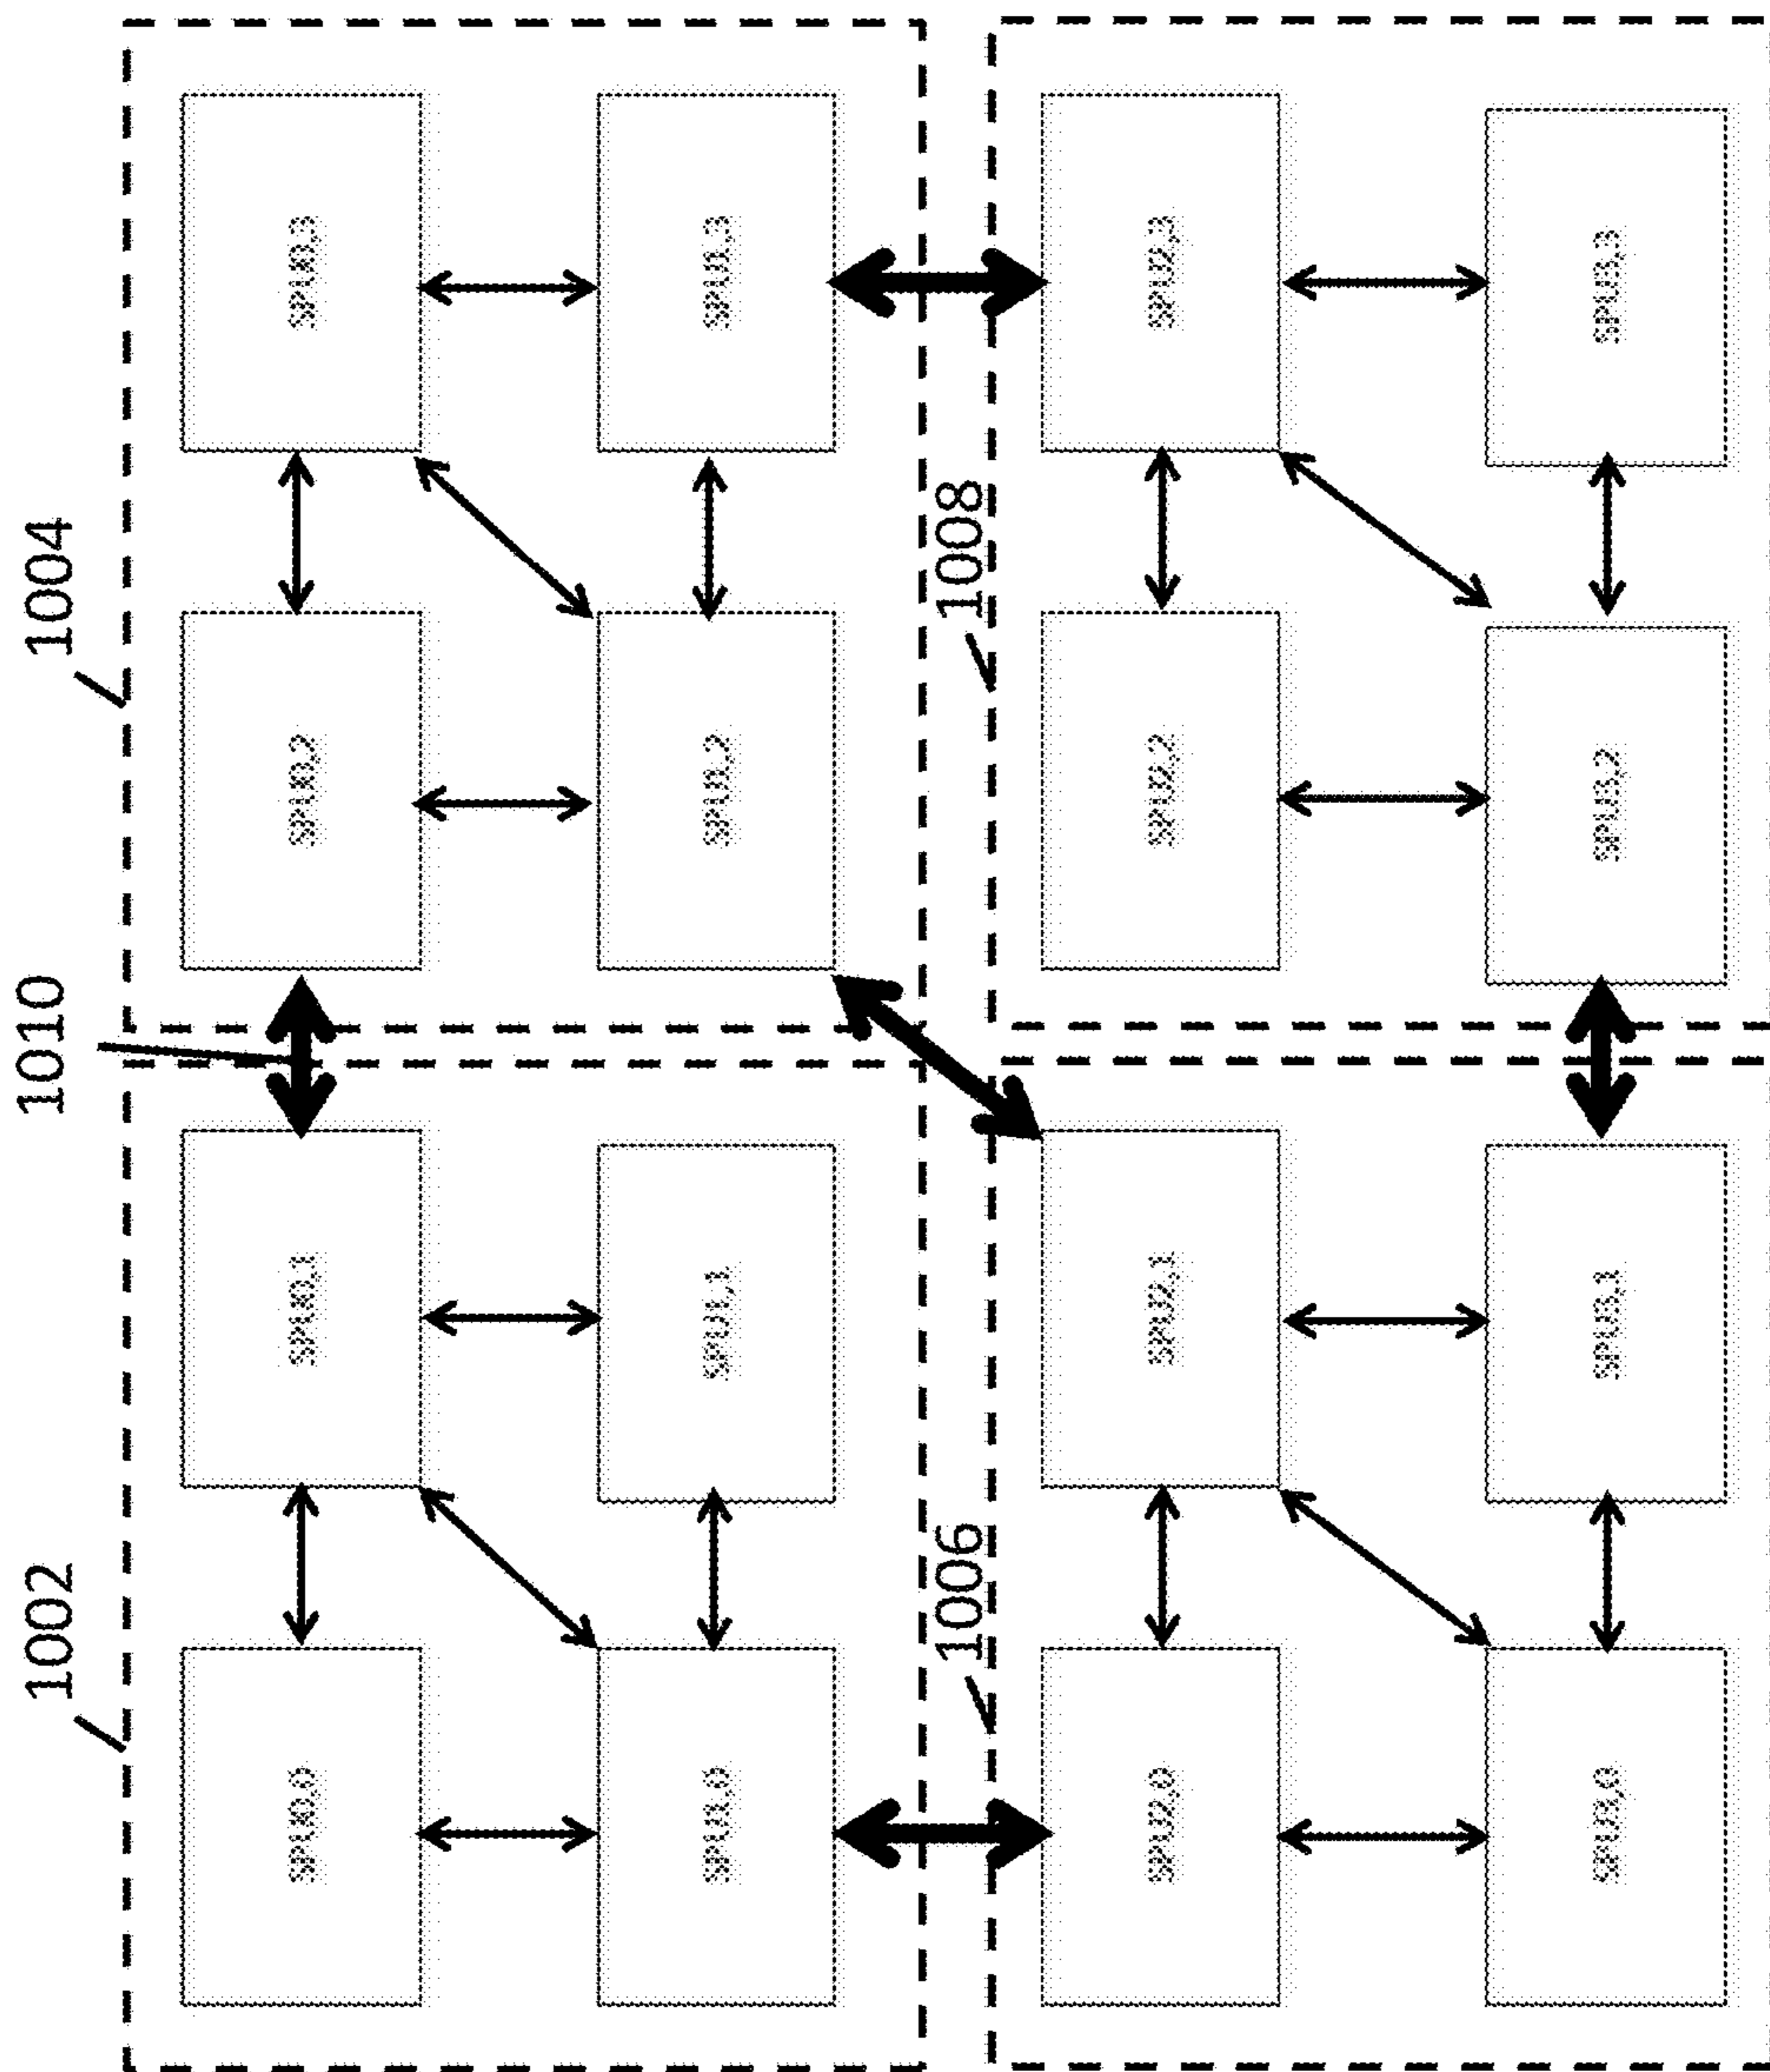 1002
1010
1004
SPU0,0
SPU0,1
SPU0,2
SPU0,3
SPU1,0
SPU1,1
SPU1,2
SPU1,3
1006
1008
SPU2,0
SPU2,1
SPU2,2
SPU2,3
SPU3,0
SPU3,1
SPU3,2
SPU3,3